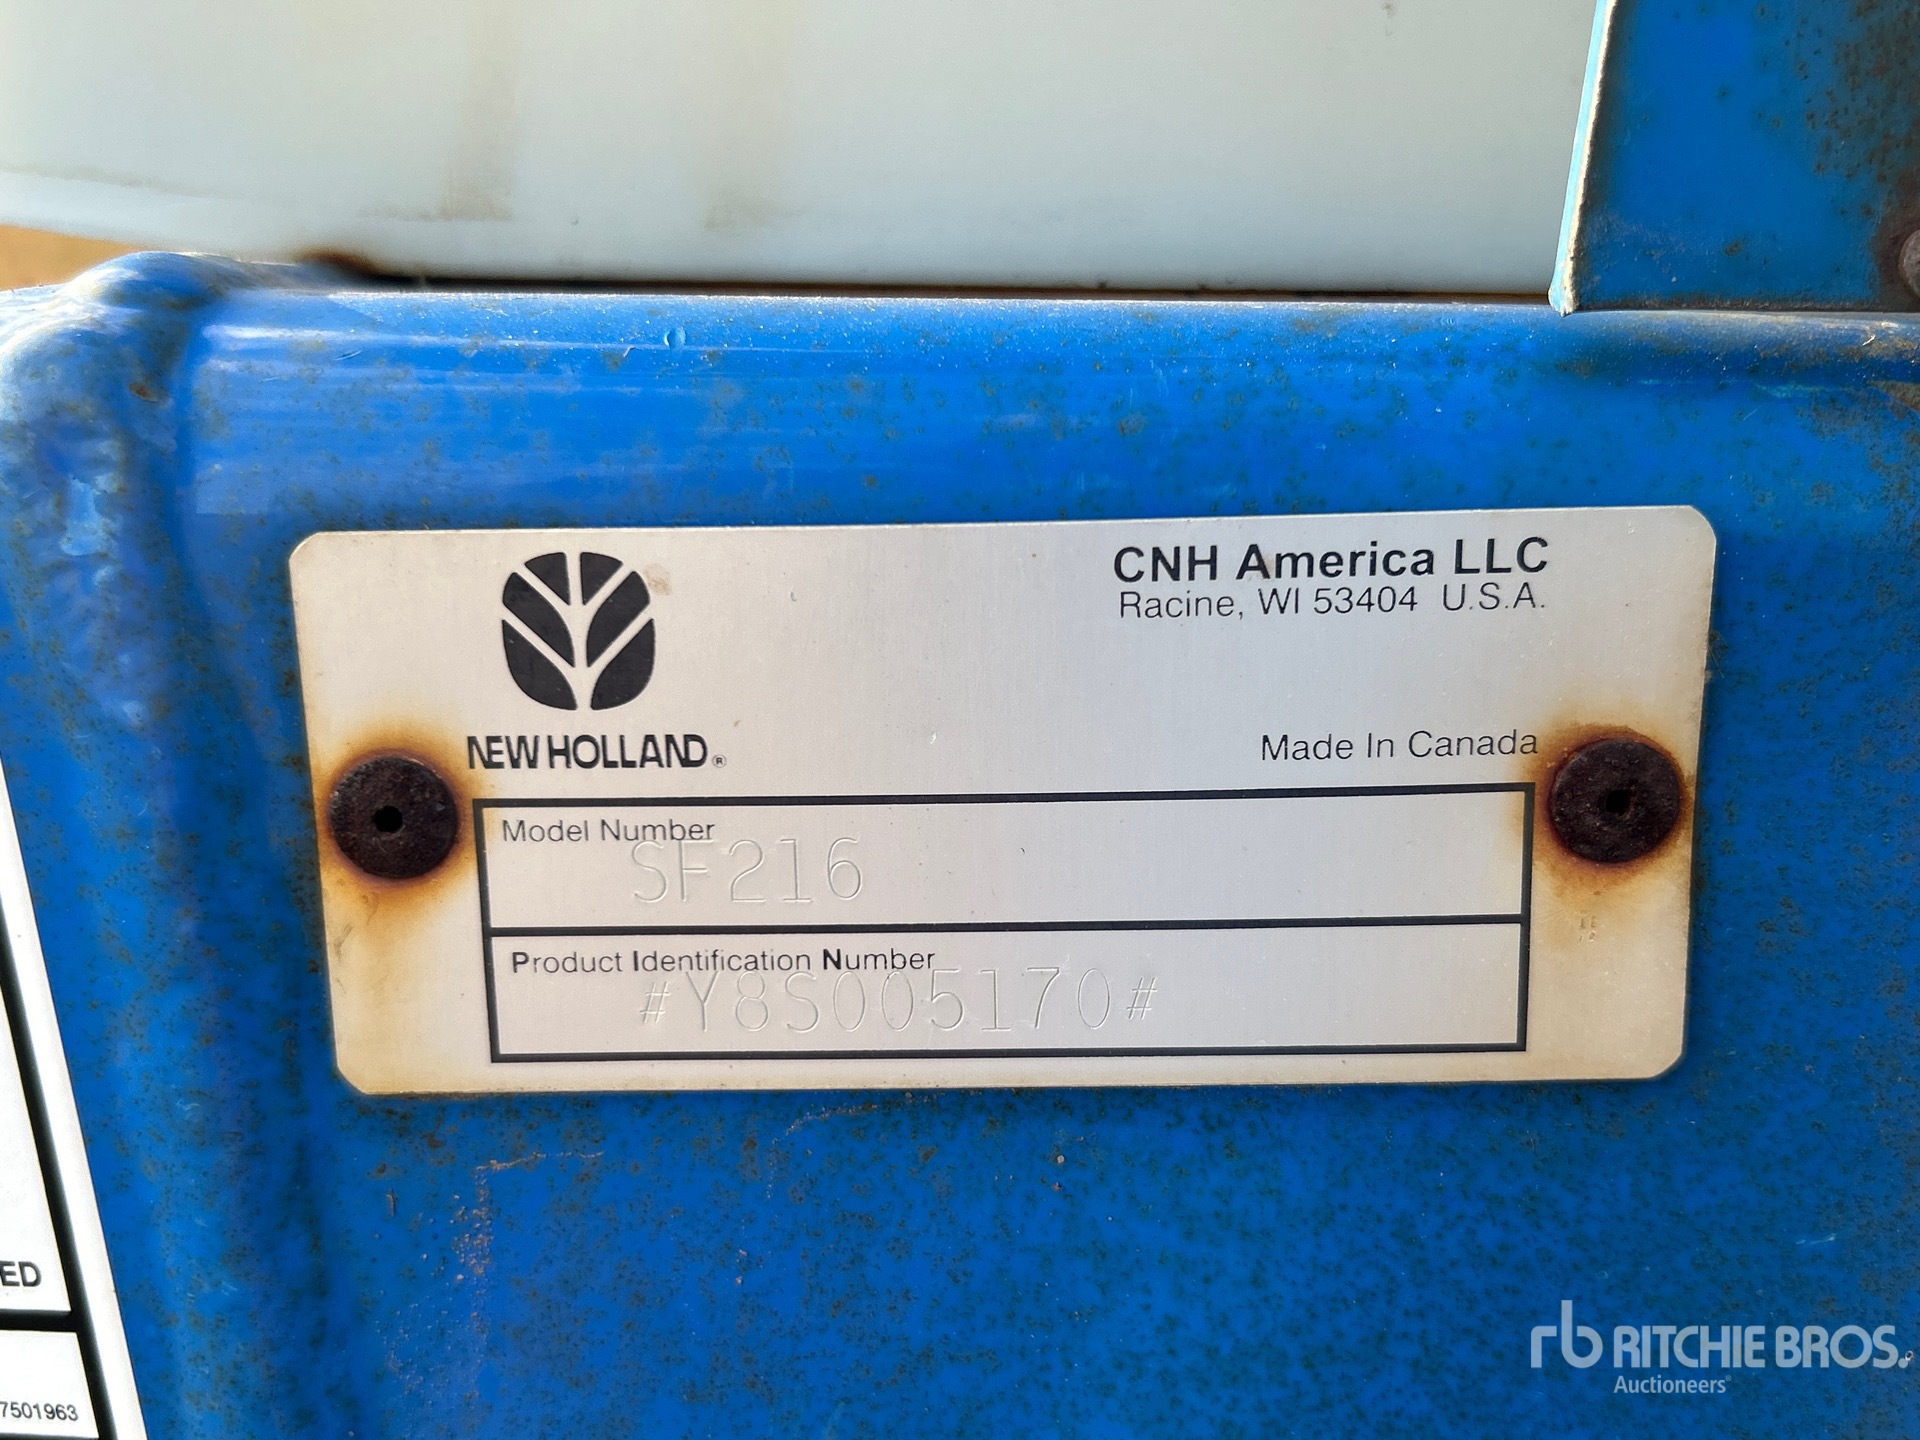 CNH America LLC
Racine, WI 53404 U.S.A.
NEW HOLLAND®
Made In Canada
Model Number
SF216
Product Identification Number
#Y8S005170#
ED
7501963
rb RITCHIE BROS.
Auctioneers